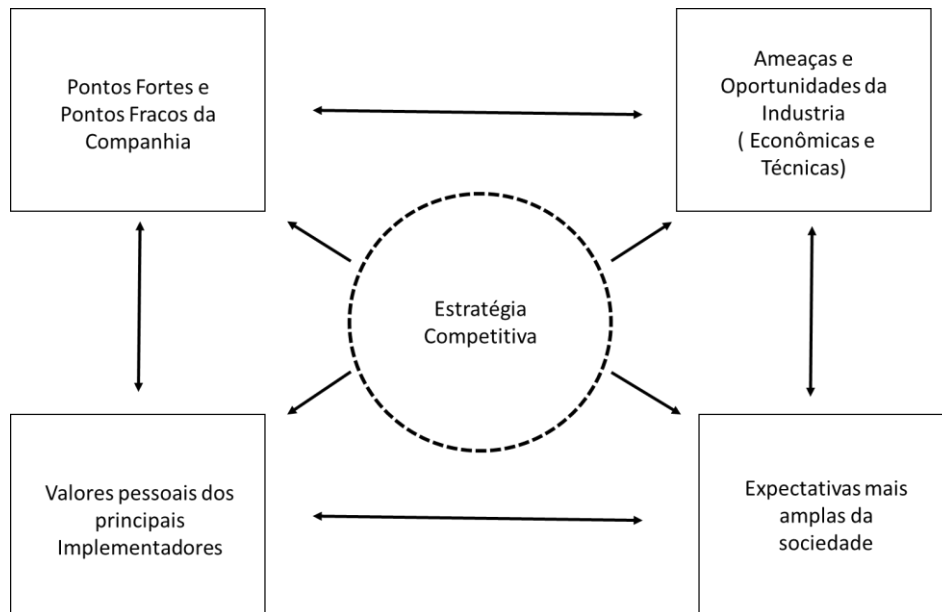 Pontos Fortes e
Pontos Fracos da
Companhia
Ameaças e
Oportunidades da
Industria
( Econômicas e
Técnicas)
Estratégia
Competitiva
Valores pessoais dos
principais
Implementadores
Expectativas mais
amplas da
sociedade